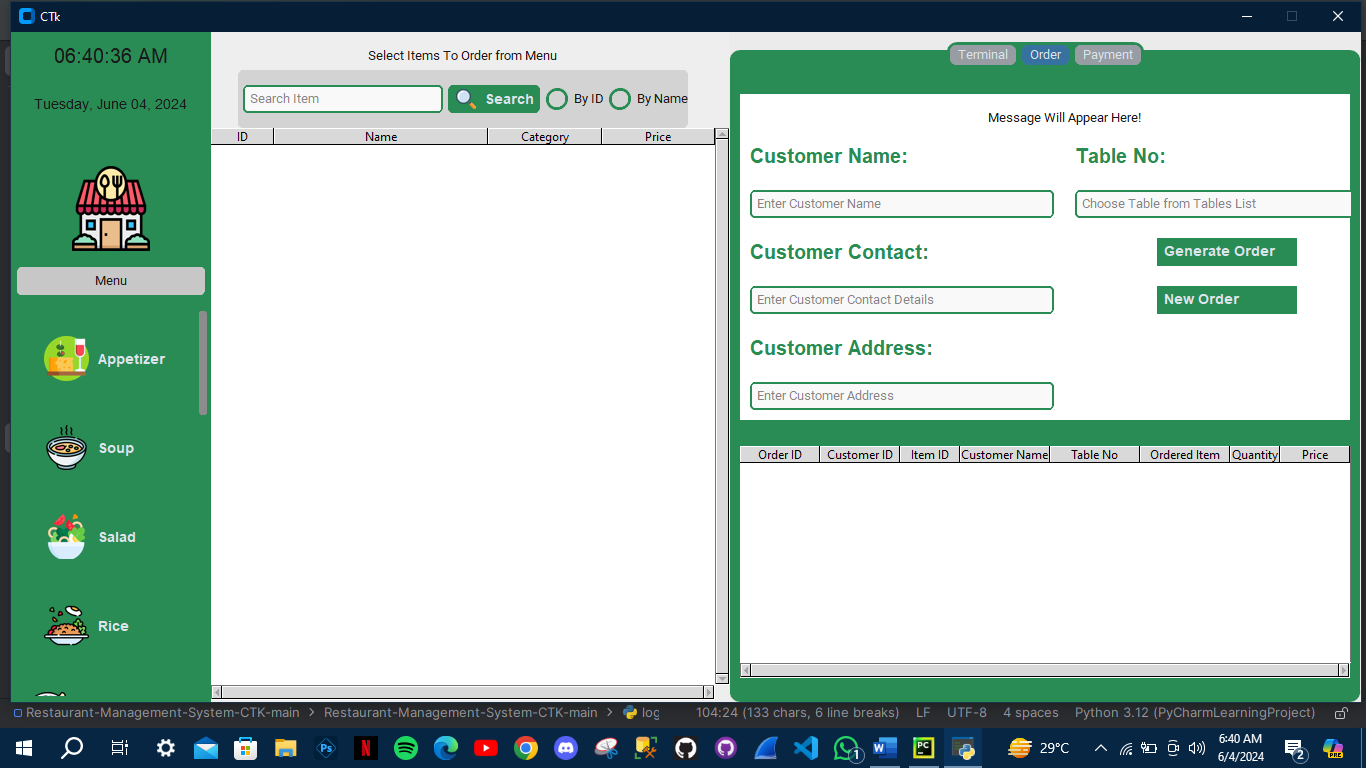 CTk
06:40:36 AM
Tuesday, June 04, 2024
Menu
Appetizer
Soup
Salad
Rice
Select Items To Order from Menu
Search Item
Search
By ID
By Name
ID Name Category Price
Terminal Order Payment
Message Will Appear Here!
Customer Name:
Table No:
Enter Customer Name
Choose Table from Tables List
Customer Contact:
Generate Order
Enter Customer Contact Details
New Order
Customer Address:
Enter Customer Address
Order ID Customer ID Item ID Customer Name Table No Ordered Item Quantity Price
Restaurant-Management-System-CTK-main > Restaurant-Management-System-CTK-main > log 104:24 (133 chars, 6 line breaks) LF UTF-8 4 spaces Python 3.12 (PyCharmLearningProject)
Ps
N
1
W
PC
29°C
6:40 AM
6/4/2024
2
PRE